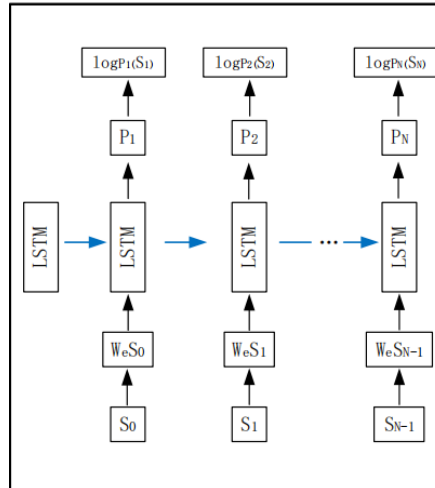 logP1(S1) logP2(S2) logPN(SN)
P1 P2 PN
LSTM LSTM LSTM ... LSTM
WeS0 WeS1 WeSN-1
S0 S1 SN-1